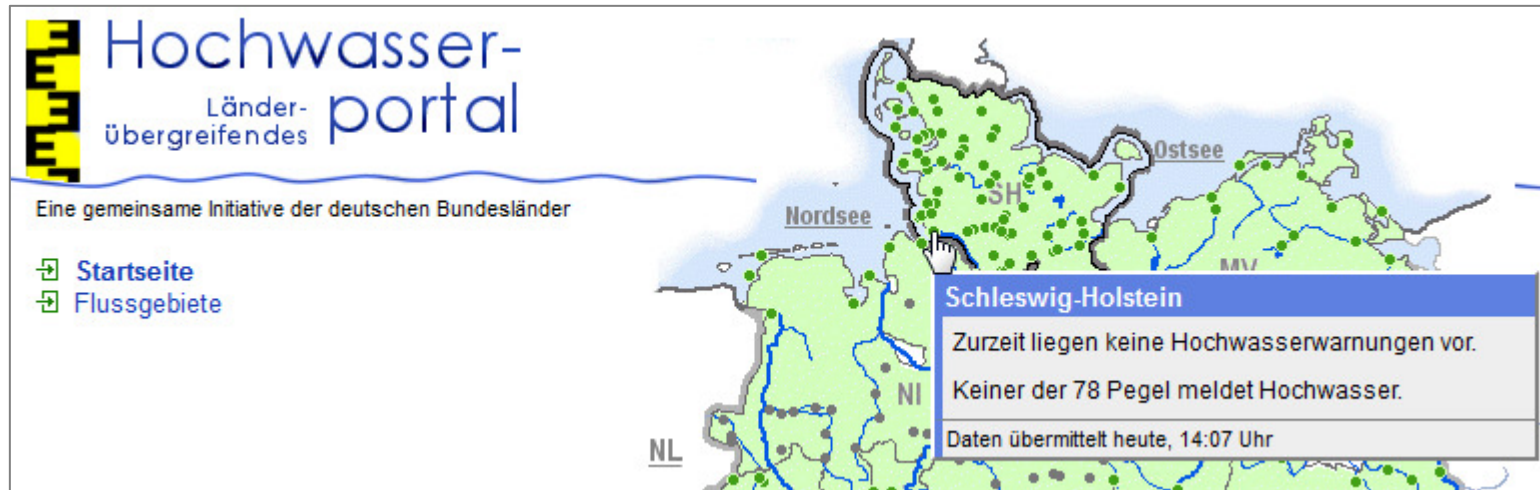 Hochwasser-
Länder-
übergreifendes portal
Eine gemeinsame Initiative der deutschen Bundesländer
Startseite
Flussgebiete
Ostsee
SH
Nordsee
MV
NI
NL
Schleswig-Holstein
Zurzeit liegen keine Hochwasserwarnungen vor.
Keiner der 78 Pegel meldet Hochwasser.
Daten übermittelt heute, 14:07 Uhr